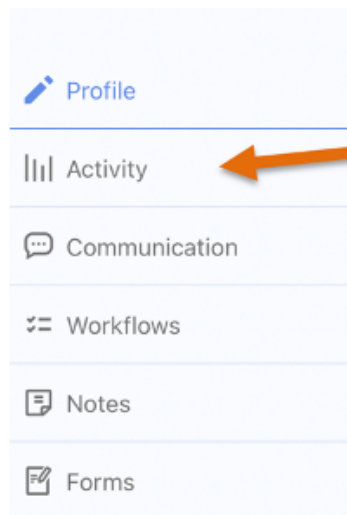 Profile
Activity
Communication
Workflows
Notes
Forms